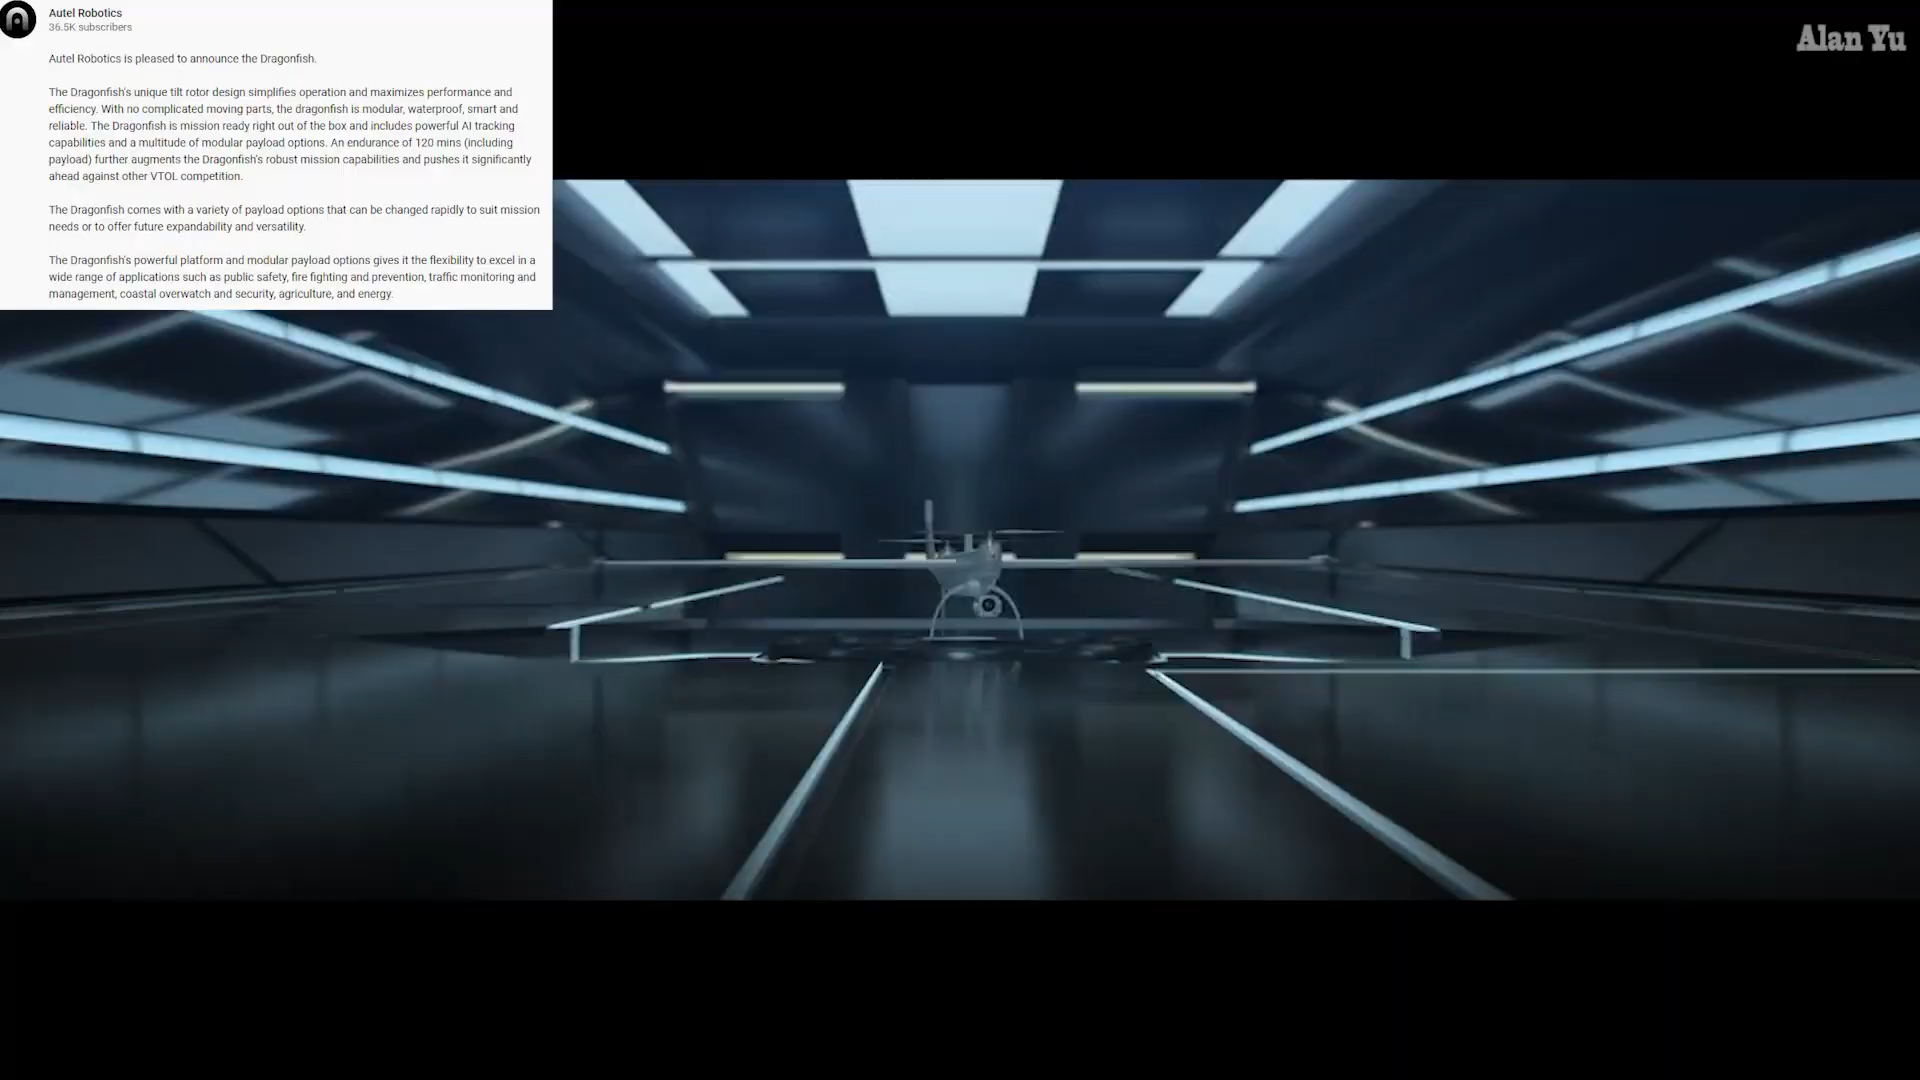 Autel Robotics
36.5K subscribers
Autel Robotics is pleased to announce the Dragonfish.
The Dragonfish's unique tilt rotor design simplifies operation and maximizes performance and
efficiency. With no complicated moving parts, the dragonfish is modular, waterproof, smart and
reliable. The Dragonfish is mission ready right out of the box and includes powerful AI tracking
capabilities and a multitude of modular payload options. An endurance of 120 mins (including
payload) further augments the Dragonfish's robust mission capabilities and pushes it significantly
ahead against other VTOL competition.
The Dragonfish comes with a variety of payload options that can be changed rapidly to suit mission
needs or to offer future expandability and versatility.
The Dragonfish's powerful platform and modular payload options gives it the flexibility to excel in a
wide range of applications such as public safety, fire fighting and prevention, traffic monitoring and
management, coastal overwatch and security, agriculture, and energy.
Alan Yu